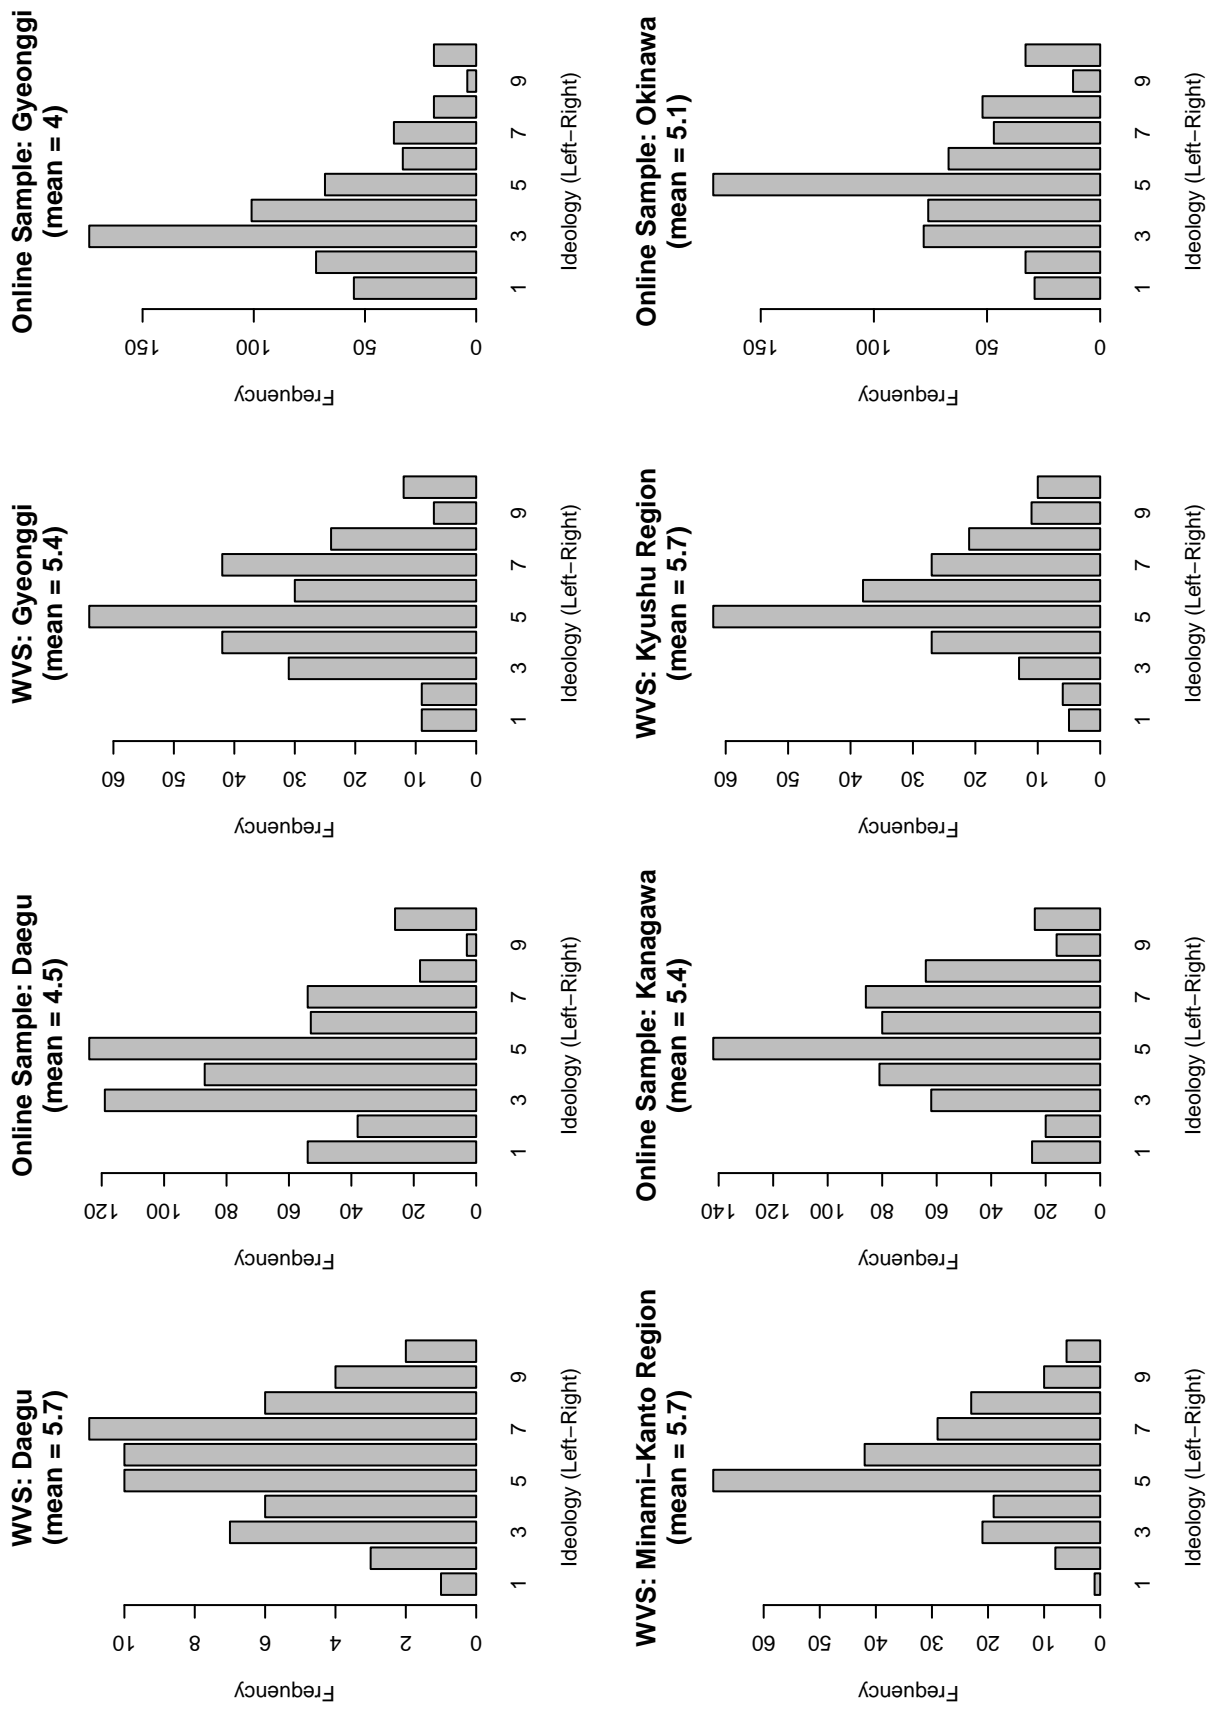 WVS: Daegu
(mean = 5.7)
Frequency
10
8
6
4
2
0
1 3 5 7 9
Ideology (Left−Right)
Online Sample: Daegu
(mean = 4.5)
Frequency
120
100
80
60
40
20
0
1 3 5 7 9
Ideology (Left−Right)
WVS: Gyeonggi
(mean = 5.4)
Frequency
60
50
40
30
20
10
0
1 3 5 7 9
Ideology (Left−Right)
Online Sample: Gyeonggi
(mean = 4)
Frequency
150
100
50
0
1 3 5 7 9
Ideology (Left−Right)
WVS: Minami−Kanto Region
(mean = 5.7)
Frequency
60
50
40
30
20
10
0
1 3 5 7 9
Ideology (Left−Right)
Online Sample: Kanagawa
(mean = 5.4)
Frequency
140
120
100
80
60
40
20
0
1 3 5 7 9
Ideology (Left−Right)
WVS: Kyushu Region
(mean = 5.7)
Frequency
60
50
40
30
20
10
0
1 3 5 7 9
Ideology (Left−Right)
Online Sample: Okinawa
(mean = 5.1)
Frequency
150
100
50
0
1 3 5 7 9
Ideology (Left−Right)